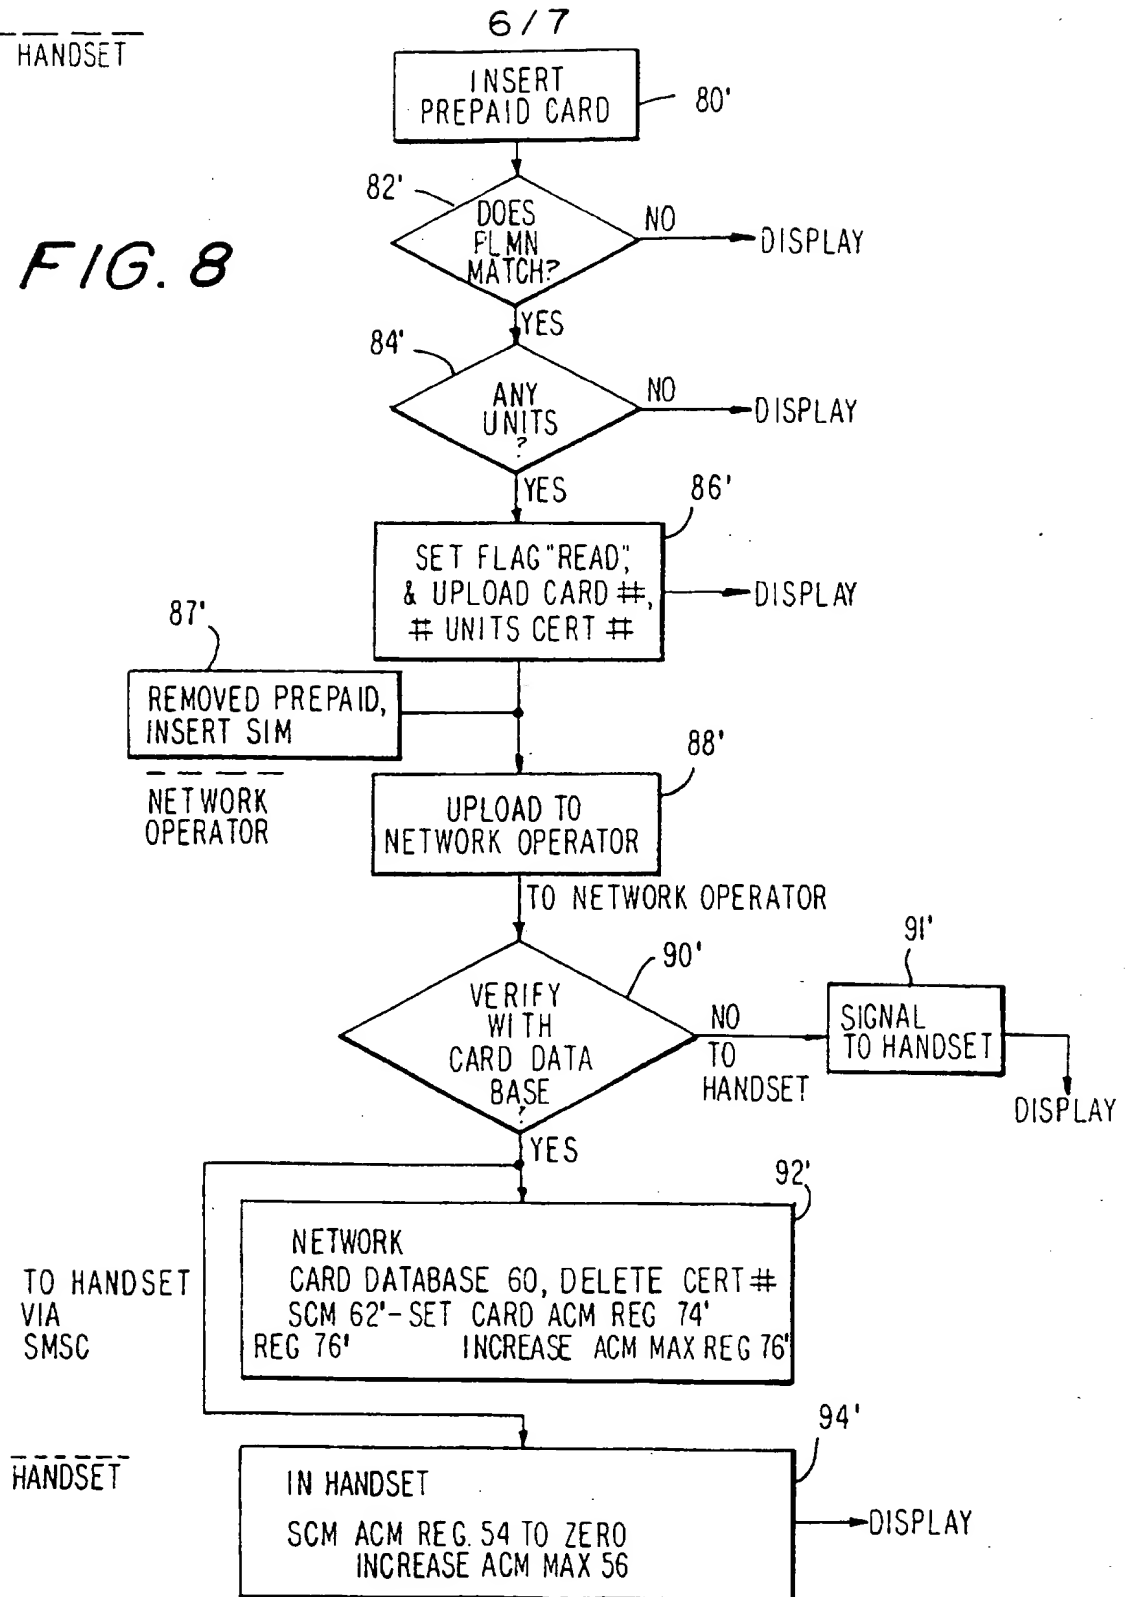 6/7
HANDSET
INSERT
PREPAID CARD
80'
82'
DOES
PLMN
MATCH?
NO
DISPLAY
FIG. 8
YES
84'
ANY
UNITS
?
NO
DISPLAY
YES
86'
SET FLAG "READ",
& UPLOAD CARD #,
# UNITS CERT #
DISPLAY
87'
REMOVED PREPAID,
INSERT SIM
88'
NETWORK
OPERATOR
UPLOAD TO
NETWORK OPERATOR
TO NETWORK OPERATOR
90'
VERIFY
WITH
CARD DATA
BASE
?
NO
TO
HANDSET
91'
SIGNAL
TO HANDSET
DISPLAY
YES
92'
NETWORK
CARD DATABASE 60, DELETE CERT #
SCM 62'-SET CARD ACM REG 74'
REG 76' INCREASE ACM MAX REG 76'
TO HANDSET
VIA
SMSC
94'
HANDSET
IN HANDSET
SCM ACM REG. 54 TO ZERO
INCREASE ACM MAX 56
DISPLAY